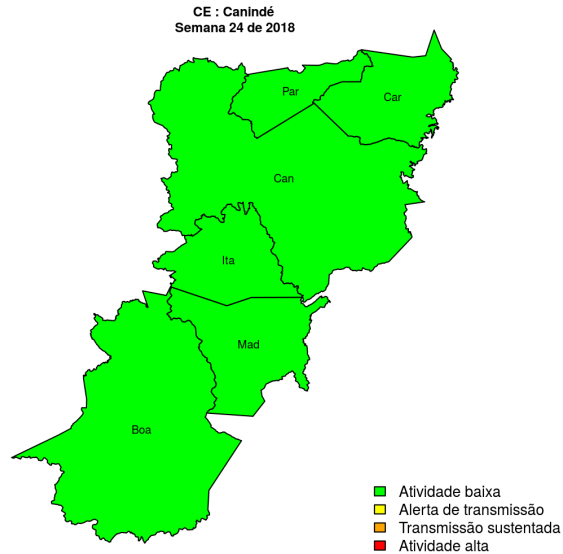 CE : Canindé
Semana 24 de 2018
Par
Car
Can
Ita
Mad
Boa
Atividade baixa
Alerta de transmissão
Transmissão sustentada
Atividade alta